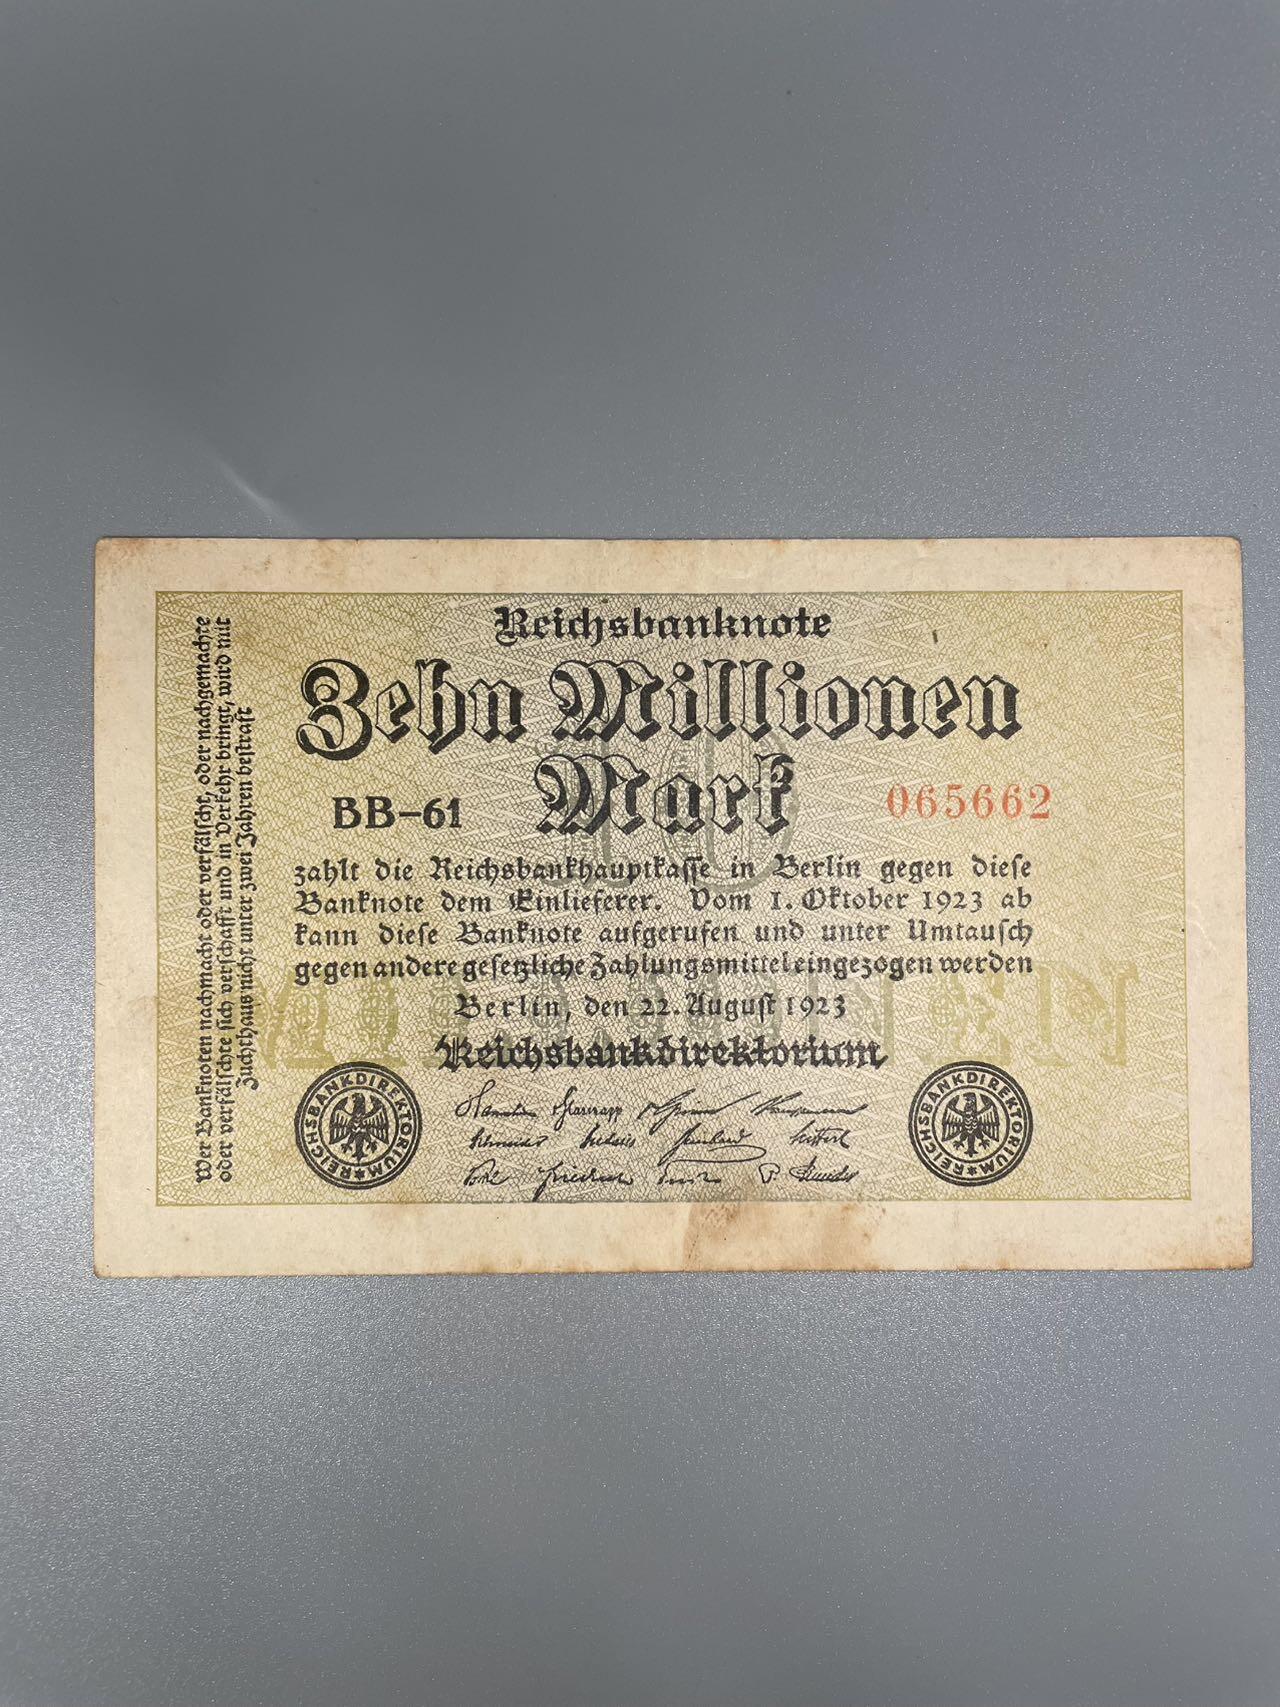 Reichsbanknote
Zehn Millionen
Mark
BB-61
065662
10
zahlt die Reichsbankhauptkasse in Berlin gegen diese
Banknote dem Einlieferer. Vom 1. Oktober 1923 ab
kann diese Banknote aufgerufen und unter Umtausch
gegen andere gesetzliche Zahlungsmittel eingezogen werden
Berlin, den 22. August 1923
Reichsbankdirektorium
REICHSBANKDIREKTORIUM
REICHSBANKDIREKTORIUM
Wer Banknoten nachmacht oder verfälscht, oder nachgemachte
oder verfälschte sich verschafft und in Verkehr bringt, wird mit
Zuchthaus nicht unter zwei Jahren bestraft
MILLIONEN